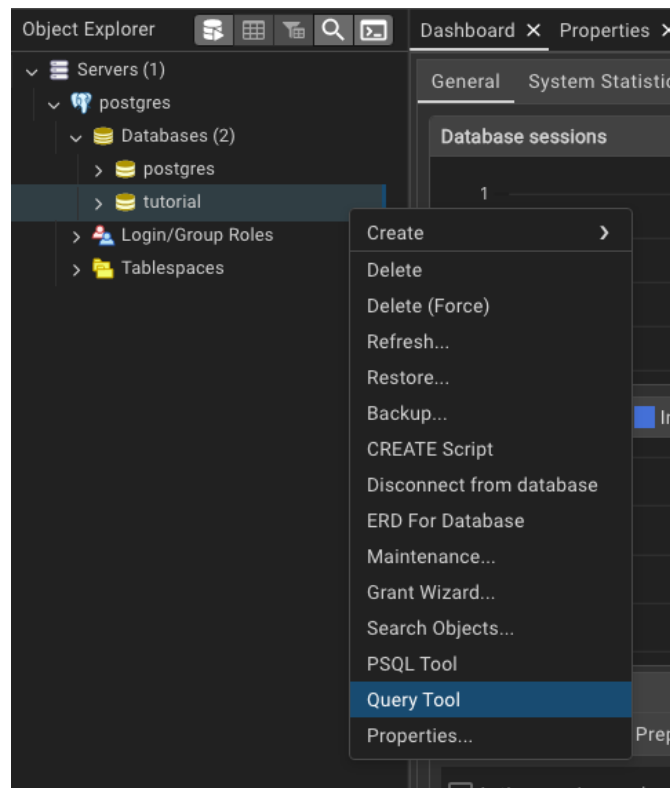 Object Explorer
Dashboard
Properties
Servers (1)
postgres
Databases (2)
postgres
tutorial
Login/Group Roles
Tablespaces
General
System
Database sessions
1
Create
Delete
Delete (Force)
Refresh...
Restore...
Backup...
CREATE Script
Disconnect from database
ERD For Database
Maintenance...
Grant Wizard...
Search Objects...
PSQL Tool
Query Tool
Properties...